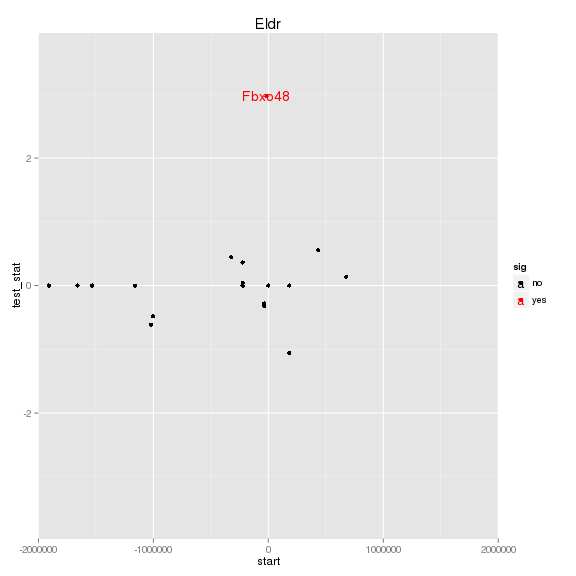 Eldr
Fbxo48
2
0
-2
test_stat
-2000000 -1000000 0 1000000 2000000
start
sig
a no
a yes